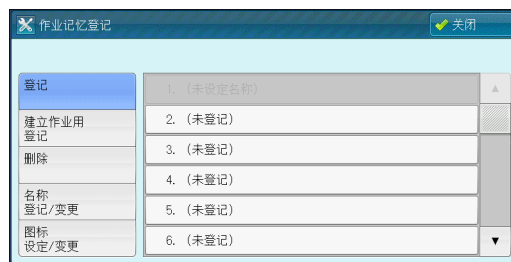 作业记忆登记
关闭
登记
建立作业用
登记
删除
名称
登记/变更
图标
设定/变更
1. (未设定名称)
2. (未登记)
3. (未登记)
4. (未登记)
5. (未登记)
6. (未登记)